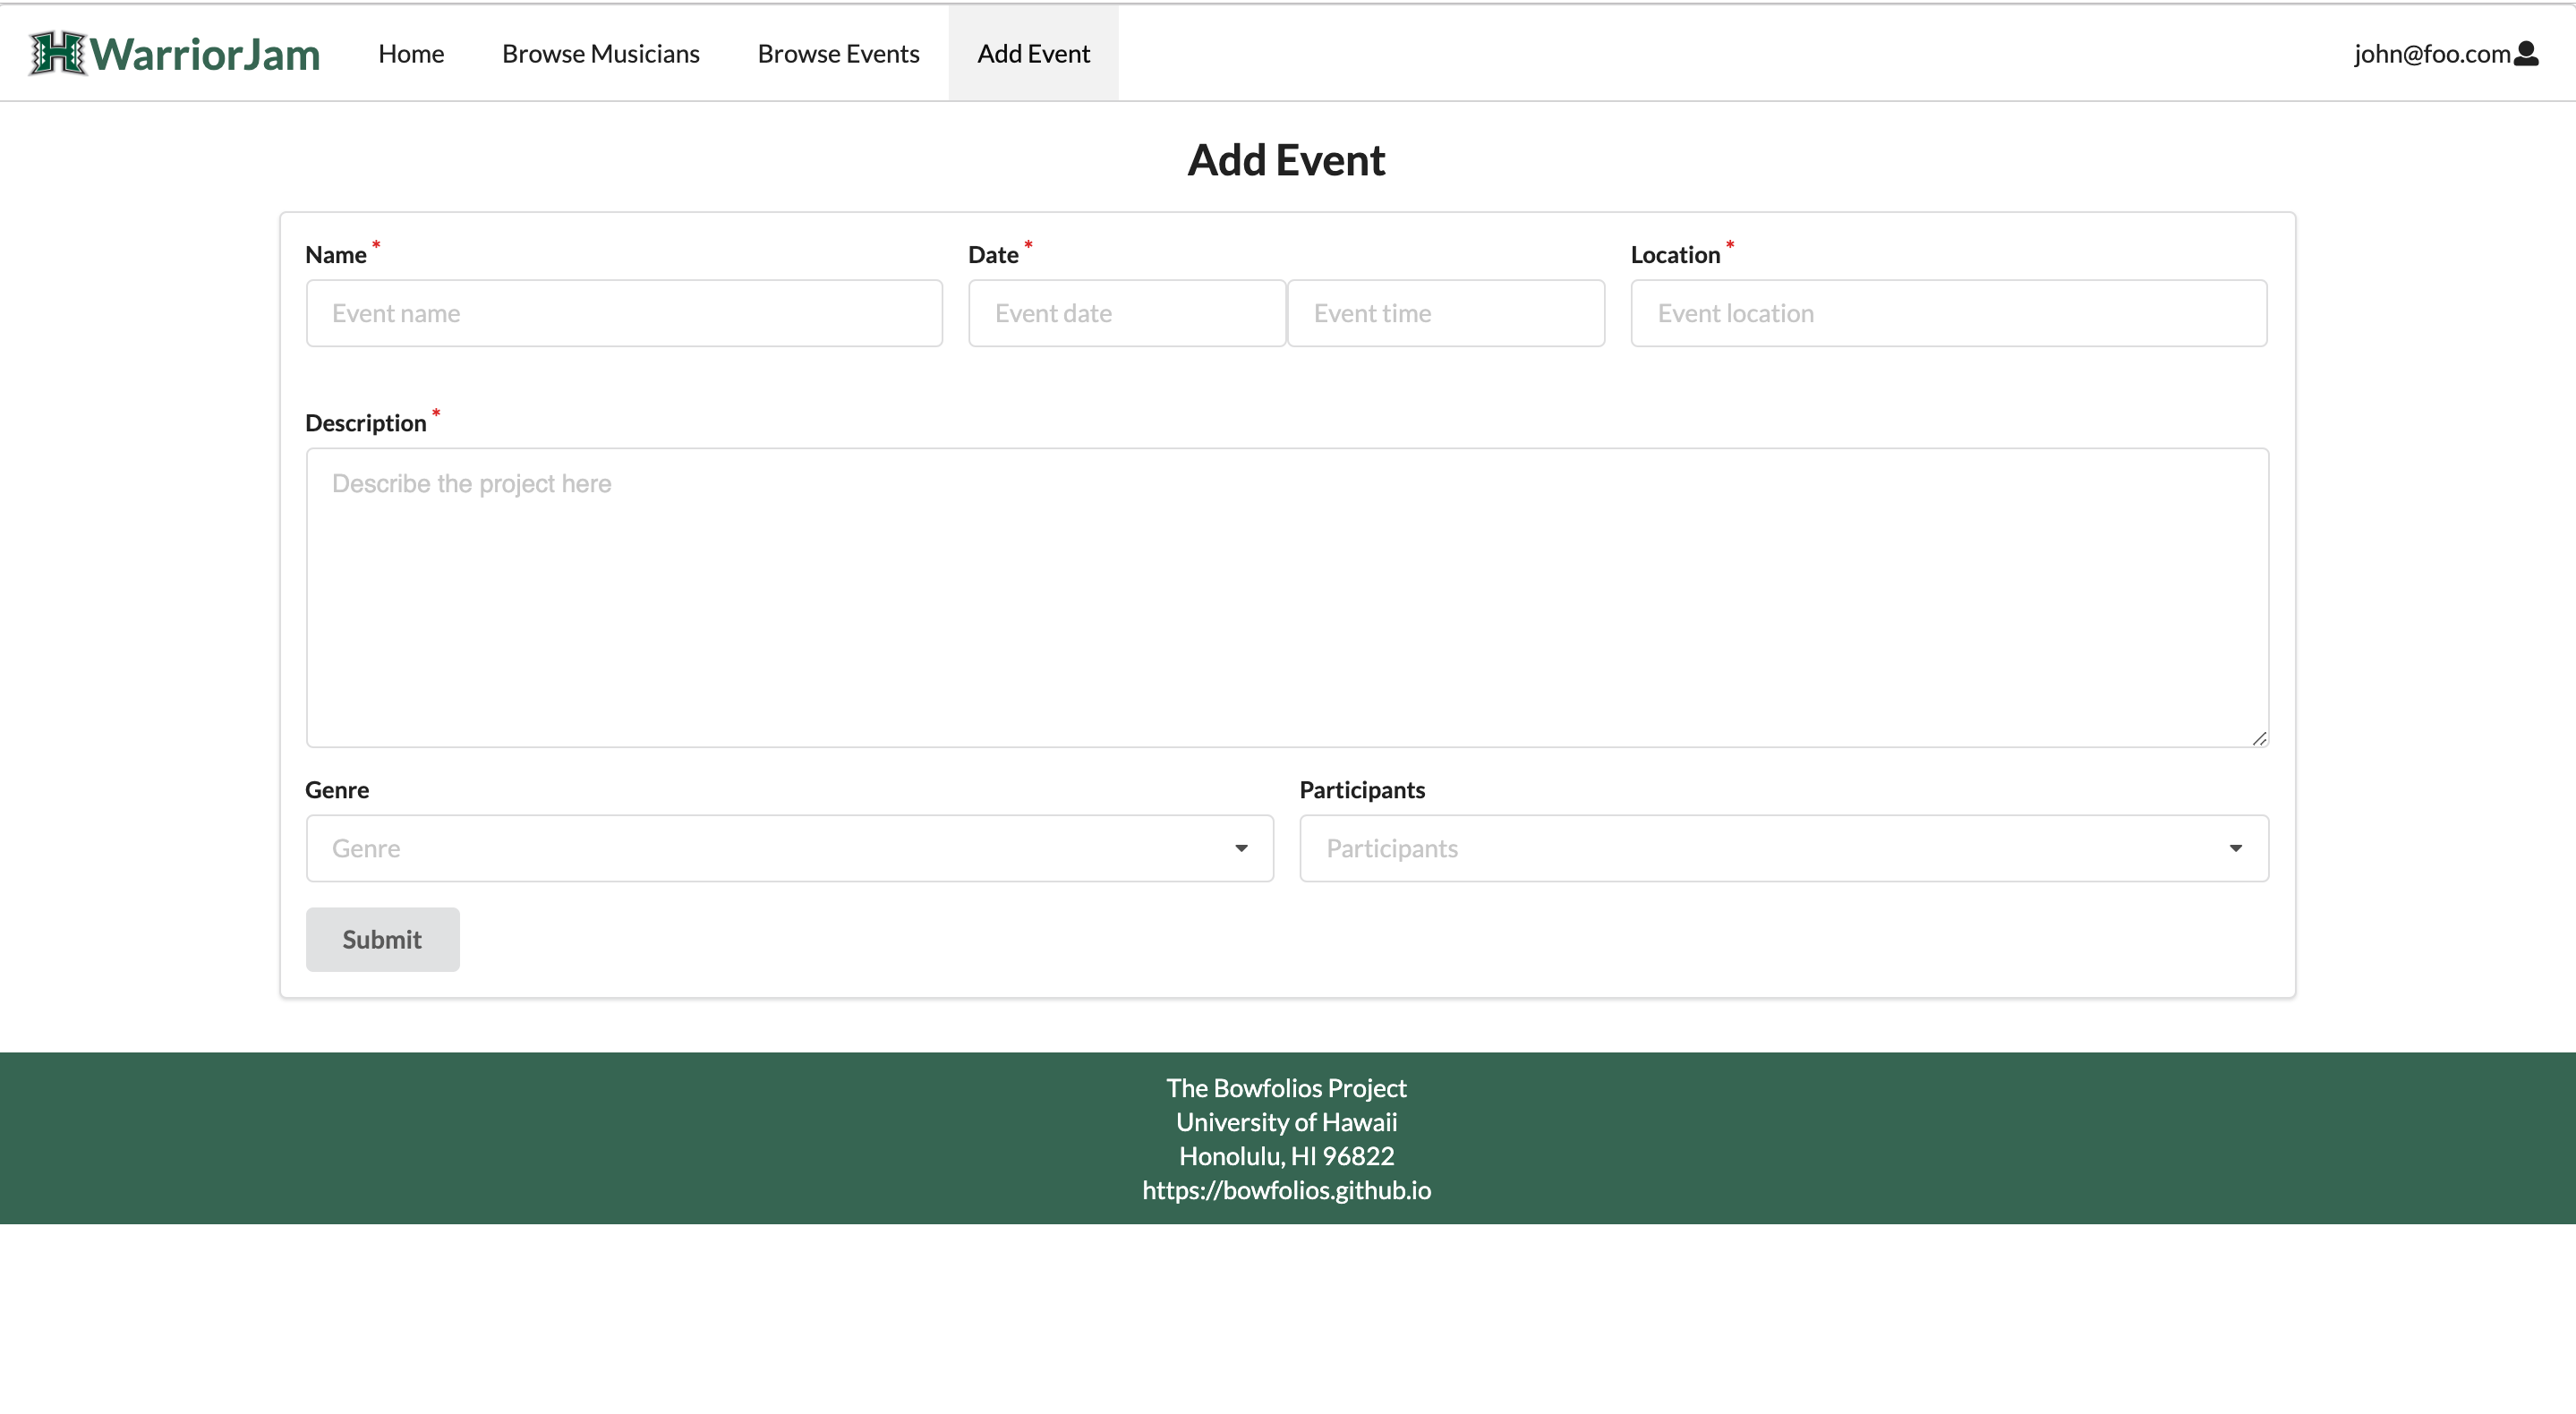 WarriorJam Home Browse Musicians Browse Events Add Event john@foo.com
Add Event
Name * Date * Location *
Event name Event date Event time Event location
Description *
Describe the project here
Genre Participants
Genre Participants
Submit
The Bowfolios Project
University of Hawaii
Honolulu, HI 96822
https://bowfolios.github.io